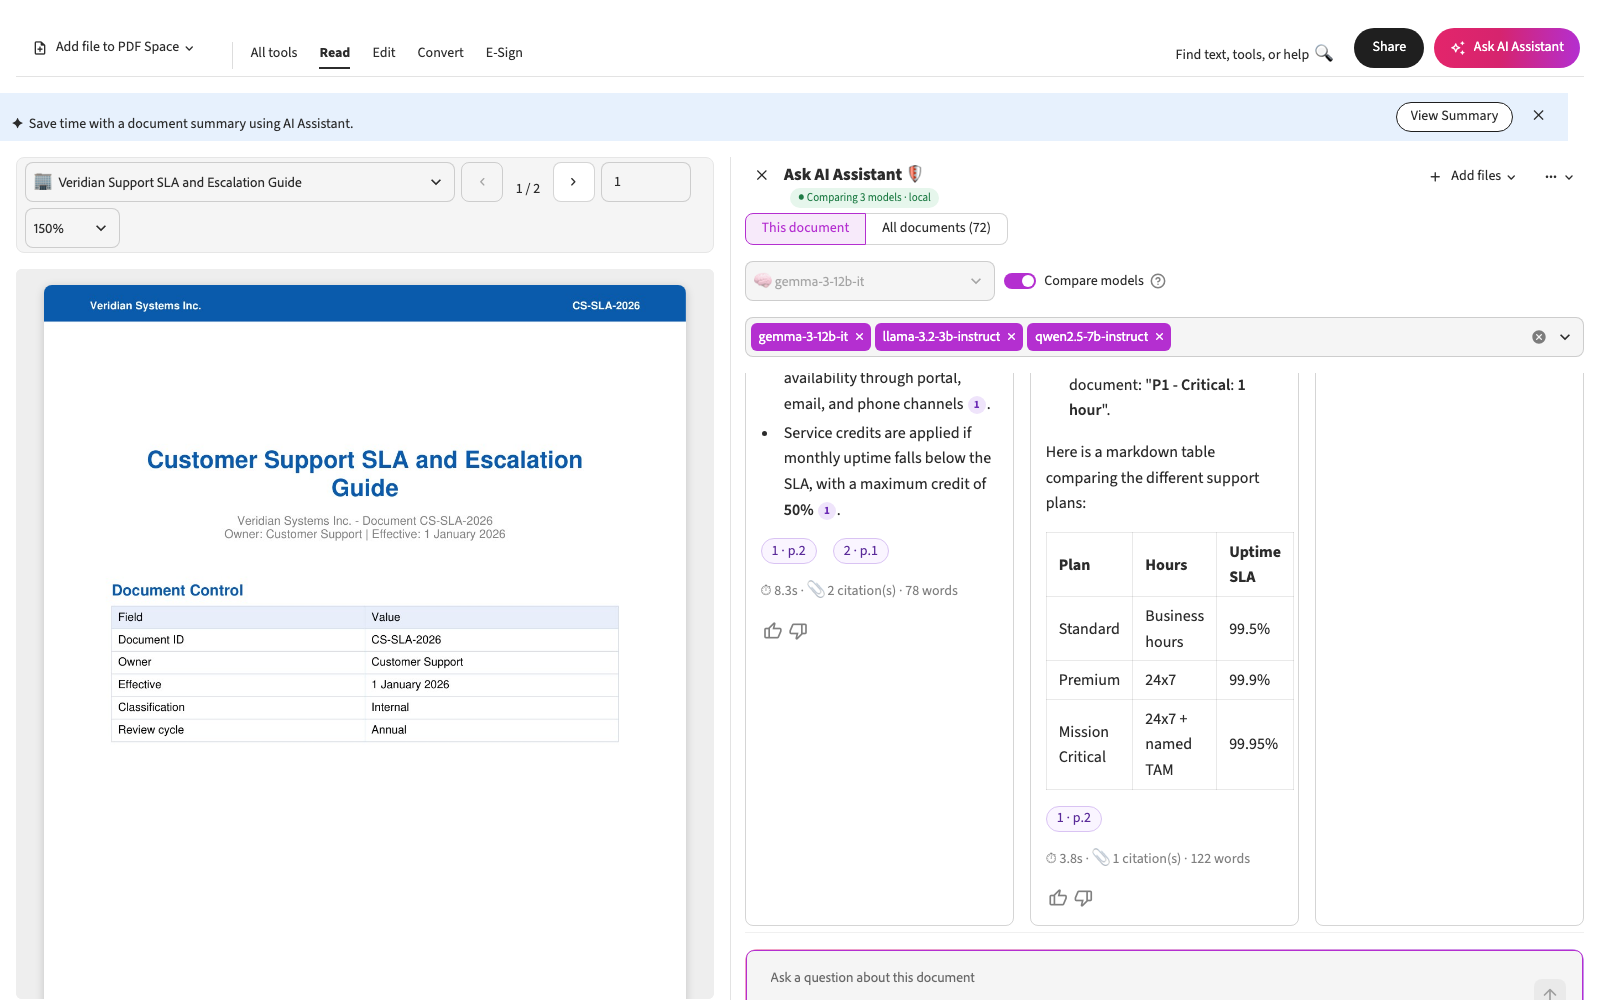 Add file to PDF Space
All tools
Read
Edit
Convert
E-Sign
Find text, tools, or help
Share
Ask AI Assistant
Save time with a document summary using AI Assistant.
View Summary
Veridian Support SLA and Escalation Guide
1 / 2
1
150%
Veridian Systems Inc.
CS-SLA-2026
Customer Support SLA and Escalation
Guide
Veridian Systems Inc. - Document CS-SLA-2026
Owner: Customer Support | Effective: 1 January 2026
Document Control
Field Value
Document ID CS-SLA-2026
Owner Customer Support
Effective 1 January 2026
Classification Internal
Review cycle Annual
Ask AI Assistant
Comparing 3 models · local
Add files
This document
All documents (72)
gemma-3-12b-it
Compare models
gemma-3-12b-it
llama-3.2-3b-instruct
qwen2.5-7b-instruct
availability through portal,
email, and phone channels 1 .
• Service credits are applied if
monthly uptime falls below the
SLA, with a maximum credit of
50% 1 .
1 · p.2
2 · p.1
8.3s · 2 citation(s) · 78 words
document: "P1 - Critical: 1
hour".
Here is a markdown table
comparing the different support
plans:
Plan Hours Uptime
SLA
Standard Business
hours 99.5%
Premium 24x7 99.9%
Mission
Critical 24x7 +
named
TAM 99.95%
1 · p.2
3.8s · 1 citation(s) · 122 words
Ask a question about this document